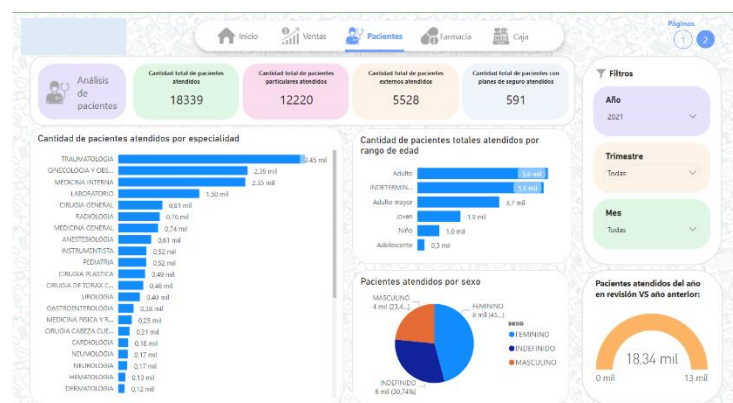 Inicio
Ventas
Pacientes
Farmacia
Caja
Páginas
1
2
Análisis
de
pacientes
Cantidad total de pacientes
atendidos
18339
Cantidad total de pacientes
particulares atendidos
12220
Cantidad total de pacientes
externos atendidos
5528
Cantidad total de pacientes con
planes de seguro atendidos
591
Filtros
Año
2021
Trimestre
Todas
Mes
Todas
Cantidad de pacientes atendidos por especialidad
TRAUMATOLOGIA 3,45 mil
GINECOLOGIA Y OBS... 2,39 mil
MEDICINA INTERNA 2,35 mil
LABORATORIO 1,50 mil
CIRUGIA GENERAL 0,81 mil
RADIOLOGIA 0,76 mil
MEDICINA GENERAL 0,74 mil
ANESTESIOLOGIA 0,61 mil
INSTRUMENTISTA 0,52 mil
PEDIATRIA 0,52 mil
CIRUGIA PLASTICA 0,49 mil
CIRUGIA DE TORAX C... 0,46 mil
UROLOGIA 0,40 mil
GASTROENTEROLOGIA 0,28 mil
MEDICINA FISICA Y R... 0,25 mil
CIRUGIA CABEZA CUE... 0,21 mil
CARDIOLOGIA 0,18 mil
NEUMOLOGIA 0,17 mil
NEUROLOGIA 0,17 mil
HEMATOLOGIA 0,13 mil
DERMATOLOGIA 0,12 mil
Cantidad de pacientes totales atendidos por
rango de edad
Adulto
INDETERMIN... 5,6 mil
Adulto mayor 3,7 mil
Joven 1,9 mil
Niño 1,0 mil
Adolescente 0,3 mil
Pacientes atendidos por sexo
MASCULINO
4 mil (23,4...)
FEMININO
8 mil (45...)
INDEFINIDO
6 mil (30,74%)
sexo
FEMININO
INDEFINIDO
MASCULINO
Pacientes atendidos del año
en revisión VS año anterior:
18,34 mil
0 mil
13 mil